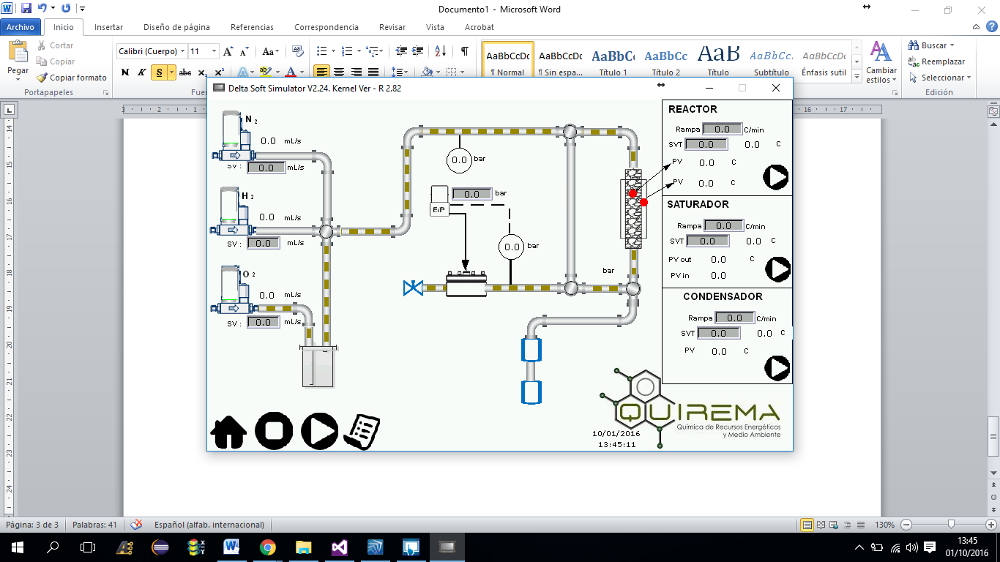 Documento1 - Microsoft Word
Archivo Inicio Insertar Diseño de página Referencias Correspondencia Revisar Vista Acrobat
Pegar
Cortar
Copiar
Copiar formato
Portapapeles
Calibri (Cuerpo) 11
N K S abc x₂ x²
Fuer
AaBbCcDc AaBbCcDc AaBbC AaBbCc AaB AaBbCc. AaBbCcDc
¶ Normal ¶ Sin espa... Título 1 Título 2 Título Subtítulo Énfasis sutil
Cambiar estilos
Buscar
Reemplazar
Seleccionar
Edición
Delta Soft Simulator V2.24. Kernel Ver - R 2.82
N 2
0.0 mL/s
SV : 0.0 mL/s
H 2
0.0 mL/s
SV : 0.0 mL/s
O 2
0.0 mL/s
SV : 0.0 mL/s
0.0 bar
0.0 bar
E/P
0.0 bar
bar
REACTOR
Rampa 0.0 C/min
SVT 0.0 0.0 C
PV 0.0 C
PV 0.0 C
SATURADOR
Rampa 0.0 C/min
SVT 0.0 0.0 C
PV out 0.0 C
PV in 0.0
CONDENSADOR
Rampa 0.0 C/min
SVT 0.0 0.0 C
PV 0.0 C
QUIREMA
Química de Recursos Energéticos
y Medio Ambiente
10/01/2016
13:45:11
Página: 3 de 3 Palabras: 41 Español (alfab. internacional) 130%
13:45
01/10/2016